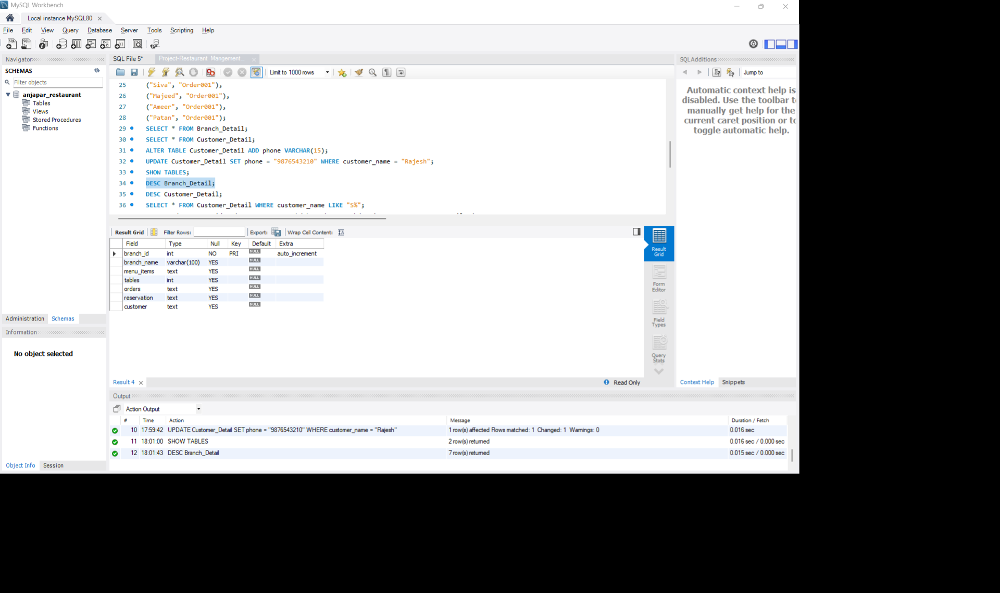 MySQL Workbench
Local instance MySQL80
File Edit View Query Database Server Tools Scripting Help
Navigator
SCHEMAS
Filter objects
anjapar_restaurant
Tables
Views
Stored Procedures
Functions
Administration Schemas
Information
No object selected
Object Info Session
SQL File 5* Project-Restaurant Mangement...
Limit to 1000 rows
25 ("Siva", "Order001"),
26 ("Majeed", "Order001"),
27 ("Ameer", "Order001"),
28 ("Patan", "Order001");
29 SELECT * FROM Branch_Detail;
30 SELECT * FROM Customer_Detail;
31 ALTER TABLE Customer_Detail ADD phone VARCHAR(15);
32 UPDATE Customer_Detail SET phone = "9876543210" WHERE customer_name = "Rajesh";
33 SHOW TABLES;
34 DESC Branch_Detail;
35 DESC Customer_Detail;
36 SELECT * FROM Customer_Detail WHERE customer_name LIKE "S%";
Result Grid Filter Rows: Export: Wrap Cell Content:
Field Type Null Key Default Extra
branch_id int NO PRI NULL auto_increment
branch_name varchar(100) YES NULL
menu_items text YES NULL
tables int YES NULL
orders text YES NULL
reservation text YES NULL
customer text YES NULL
Result
Grid
Form
Editor
Field
Types
Query
Stats
Result 4
Read Only
SQLAdditions
Jump to
Automatic context help is
disabled. Use the toolbar
manually get help for the
current caret position or
toggle automatic help.
Context Help Snippets
Output
Action Output
# Time Action Message Duration / Fetch
10 17:59:42 UPDATE Customer_Detail SET phone = "9876543210" WHERE customer_name = "Rajesh" 1 row(s) affected Rows matched: 1 Changed: 1 Warnings: 0 0.016 sec
11 18:01:00 SHOW TABLES 2 row(s) returned 0.016 sec / 0.000 sec
12 18:01:43 DESC Branch_Detail 7 row(s) returned 0.015 sec / 0.000 sec